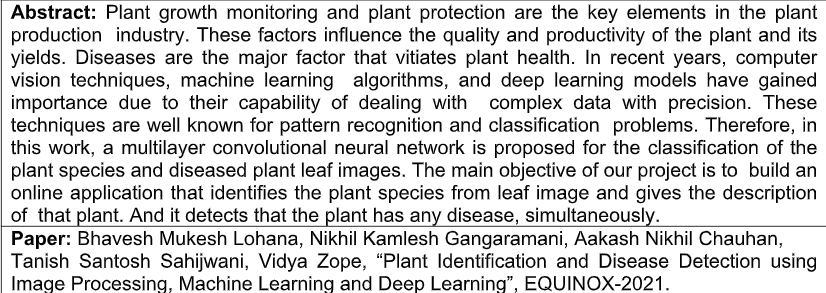 Abstract: Plant growth monitoring and plant protection are the key elements in the plant
production industry. These factors influence the quality and productivity of the plant and its
yields. Diseases are the major factor that vitiates plant health. In recent years, computer
vision techniques, machine learning algorithms, and deep learning models have gained
importance due to their capability of dealing with complex data with precision. These
techniques are well known for pattern recognition and classification problems. Therefore, in
this work, a multilayer convolutional neural network is proposed for the classification of the
plant species and diseased plant leaf images. The main objective of our project is to build an
online application that identifies the plant species from leaf image and gives the description
of that plant. And it detects that the plant has any disease, simultaneously.
Paper: Bhavesh Mukesh Lohana, Nikhil Kamlesh Gangaramani, Aakash Nikhil Chauhan,
Tanish Santosh Sahijwani, Vidya Zope, “Plant Identification and Disease Detection using
Image Processing, Machine Learning and Deep Learning”, EQUINOX-2021.